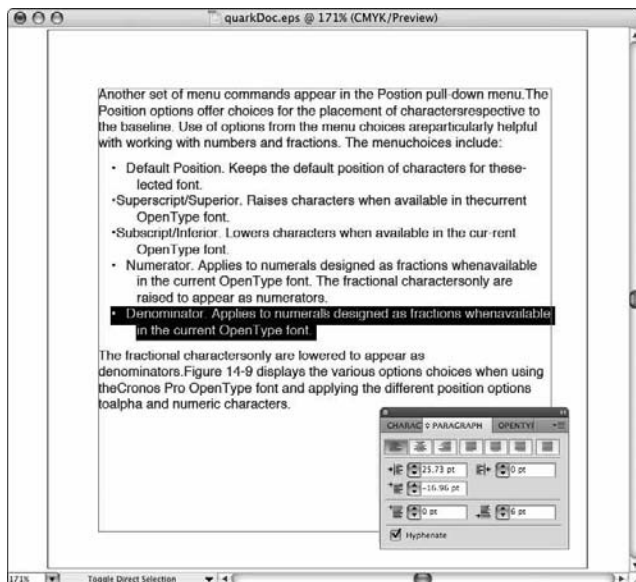 quarkDoc.eps @ 171% (CMYK/Preview)
Another set of menu commands appear in the Postion pull-down menu.The
Position options offer choices for the placement of charactersrespective to
the baseline. Use of options from the menu choices areparticularly helpful
with working with numbers and fractions. The menuchoices include:
• Default Position. Keeps the default position of characters for these-
lected font.
•Superscript/Superior. Raises characters when available in thecurrent
OpenType font.
•Subscript/Inferior. Lowers characters when available in the cur-rent
OpenType font.
• Numerator. Applies to numerals designed as fractions whenavailable
in the current OpenType font. The fractional charactersonly are
raised to appear as numerators.
• Denominator. Applies to numerals designed as fractions whenavailable
in the current OpenType font.
The fractional charactersonly are lowered to appear as
denominators.Figure 14-9 displays the various options choices when using
theCronos Pro OpenType font and applying the different position options
toalpha and numeric characters.
CHARAC PARAGRAPH OPENTYI
25.73 pt 0 pt
-16.96 pt
0 pt 6 pt
Hyphenate
171% Toggle Direct Selection